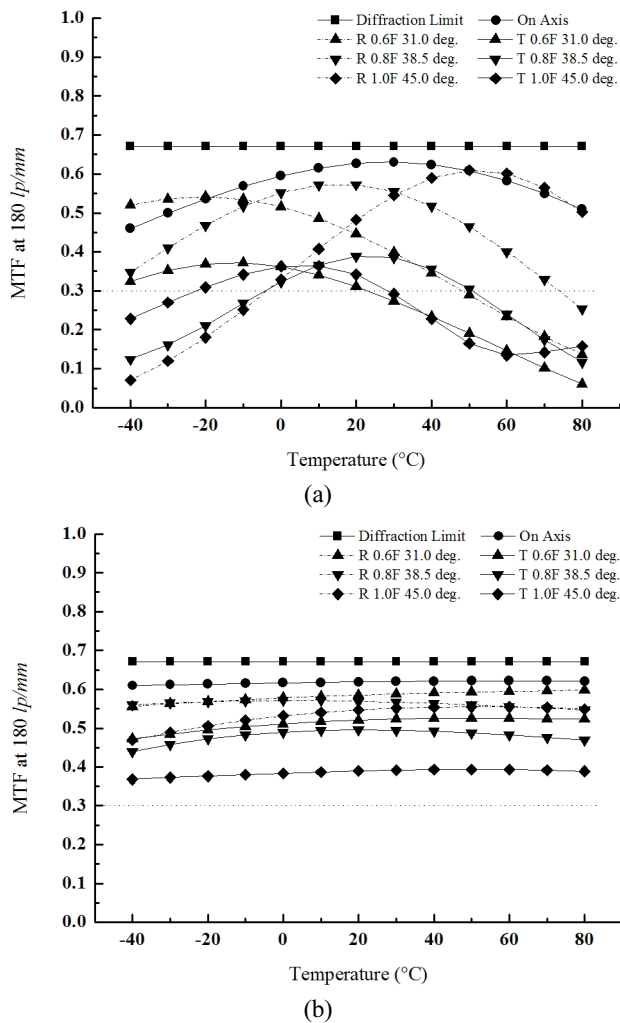 Diffraction Limit On Axis
R 0.6F 31.0 deg. T 0.6F 31.0 deg.
R 0.8F 38.5 deg. T 0.8F 38.5 deg.
R 1.0F 45.0 deg. T 1.0F 45.0 deg.
1.0
0.9
0.8
0.7
0.6
0.5
0.4
0.3
0.2
0.1
0.0
MTF at 180 lp/mm
-40 -20 0 20 40 60 80
Temperature (°C)
(a)
Diffraction Limit On Axis
R 0.6F 31.0 deg. T 0.6F 31.0 deg.
R 0.8F 38.5 deg. T 0.8F 38.5 deg.
R 1.0F 45.0 deg. T 1.0F 45.0 deg.
1.0
0.9
0.8
0.7
0.6
0.5
0.4
0.3
0.2
0.1
0.0
MTF at 180 lp/mm
-40 -20 0 20 40 60 80
Temperature (°C)
(b)